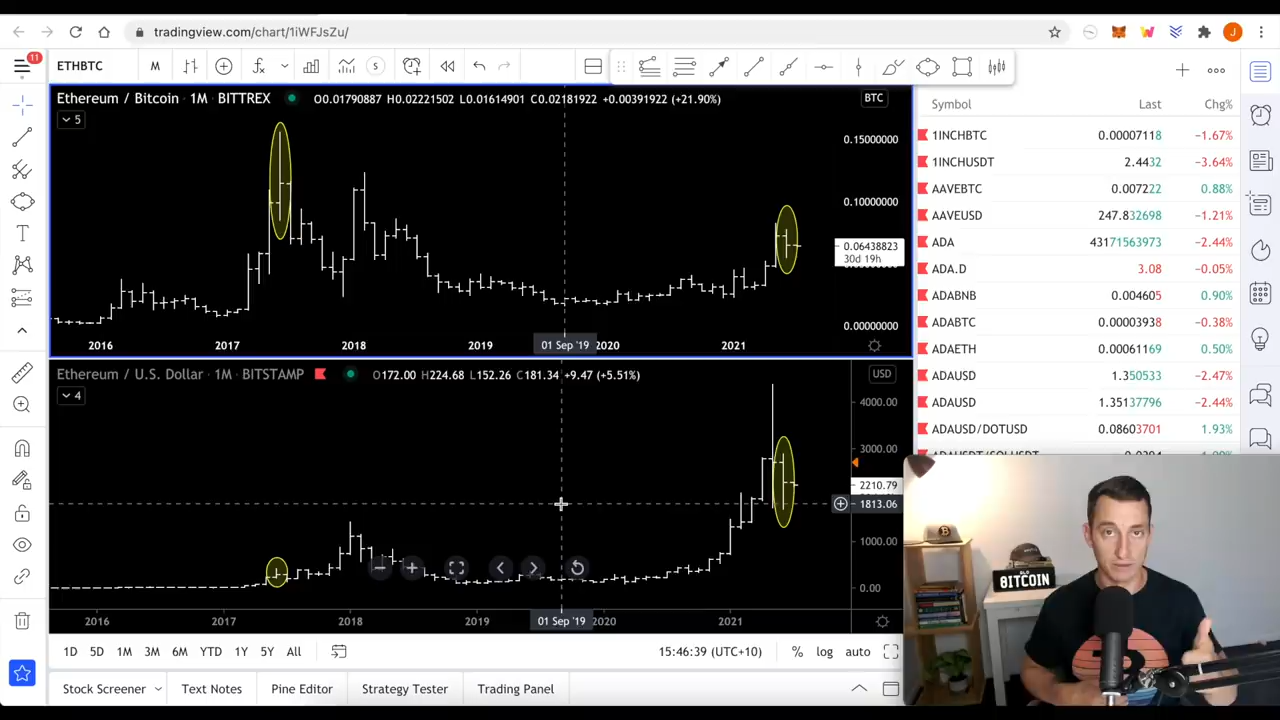 tradingview.com/chart/1iWFJsZu/
J
11
ETHBTC
M
S
Ethereum / Bitcoin · 1M · BITTREX
O0.01790887 H0.02221502 L0.01614901 C0.02181922 +0.00391922 (+21.90%)
BTC
5
0.15000000
0.10000000
0.06438823
30d 19h
0.00000000
2016
2017
2018
2019
01 Sep '19
2020
2021
Ethereum / U.S. Dollar · 1M · BITSTAMP
O172.00 H224.68 L152.26 C181.34 +9.47 (+5.51%)
USD
4
4000.00
3000.00
2210.79
1813.06
1000.00
0.00
2016
2017
2018
2019
01 Sep '19
2020
2021
1D 5D 1M 3M 6M YTD 1Y 5Y All
15:46:39 (UTC+10) % log auto
Stock Screener Text Notes Pine Editor Strategy Tester Trading Panel
Symbol Last Chg%
1INCHBTC 0.00007118 −1.67%
1INCHUSDT 2.4432 −3.64%
AAVEBTC 0.007222 0.88%
AAVEUSD 247.832698 −1.21%
ADA 43171563973 −2.44%
ADA.D 3.08 −0.05%
ADABNB 0.004605 0.90%
ADABTC 0.00003938 −0.38%
ADAETH 0.00061169 0.50%
ADAUSD 1.350533 −2.47%
ADAUSD 1.35137796 −2.44%
ADAUSD/DOTUSD 0.08603701 1.93%
BITCOIN